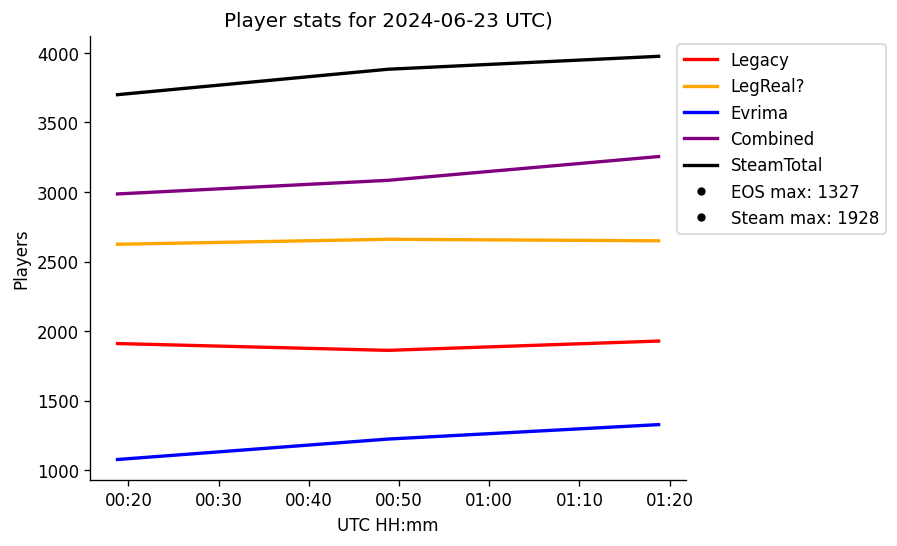 Player stats for 2024-06-23 UTC)
Players
4000
3500
3000
2500
2000
1500
1000
00:20 00:30 00:40 00:50 01:00 01:10 01:20
UTC HH:mm
Legacy
LegReal?
Evrima
Combined
SteamTotal
EOS max: 1327
Steam max: 1928